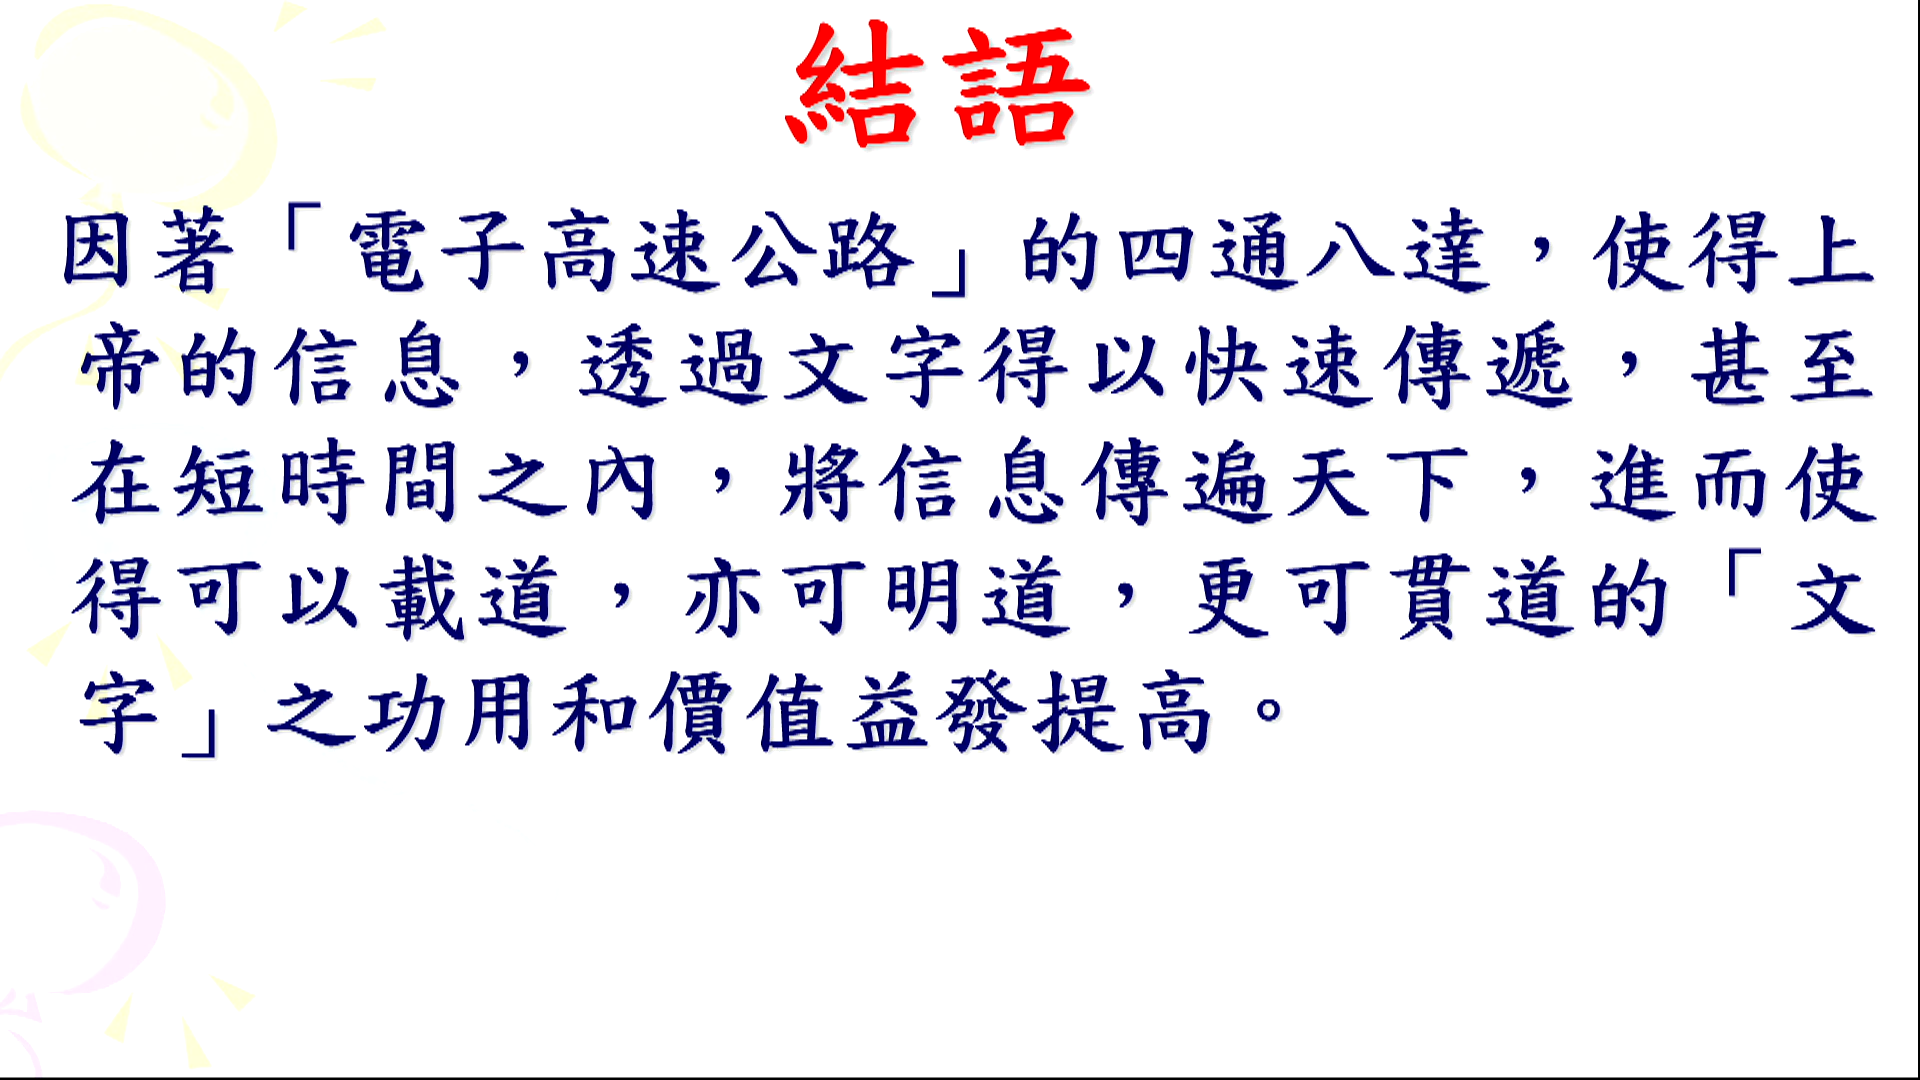 結語
因著「電子高速公路」的四通八達，使得上
帝的信息，透過文字得以快速傳遞，甚至
在短時間之內，將信息傳遍天下，進而使
得可以載道，亦可明道，更可貫道的「文
字」之功用和價值益發提高。